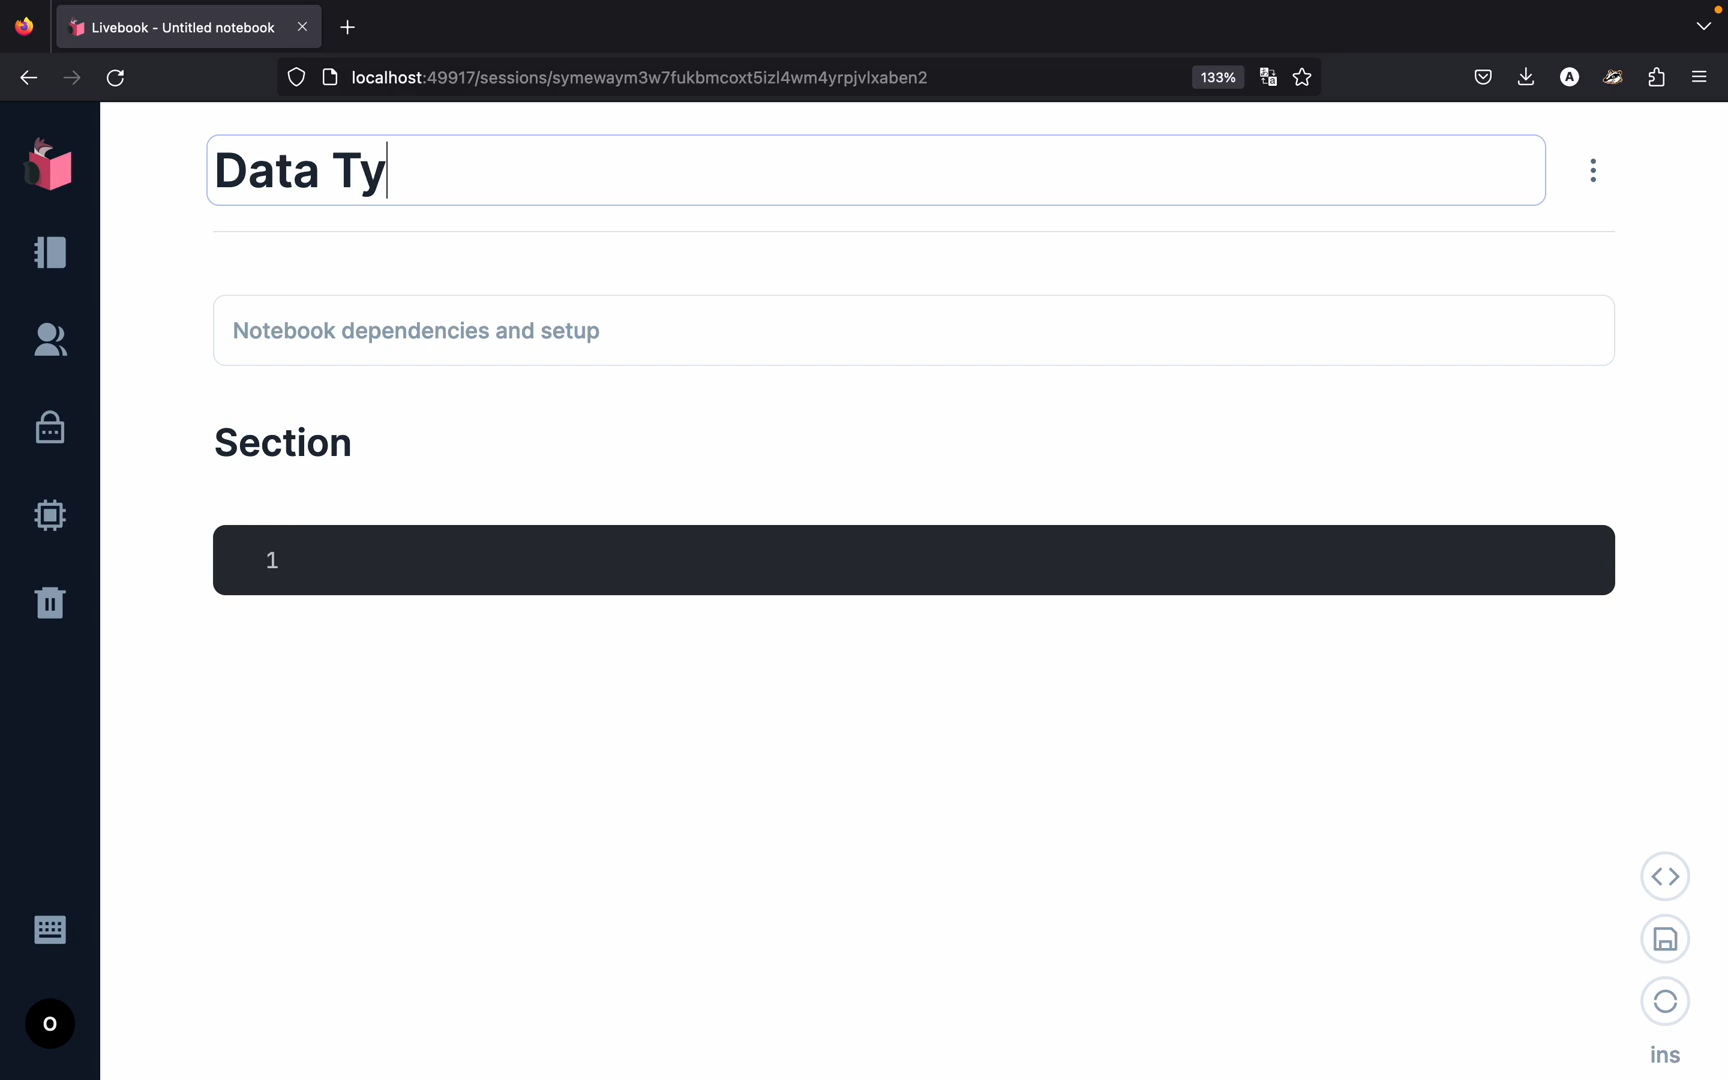 Livebook - Untitled notebook
localhost:49917/sessions/symewaym3w7fukbmcoxt5izl4wm4yrpjvlxaben2
133%
A
Data Ty
Notebook dependencies and setup
Section
1
O
ins